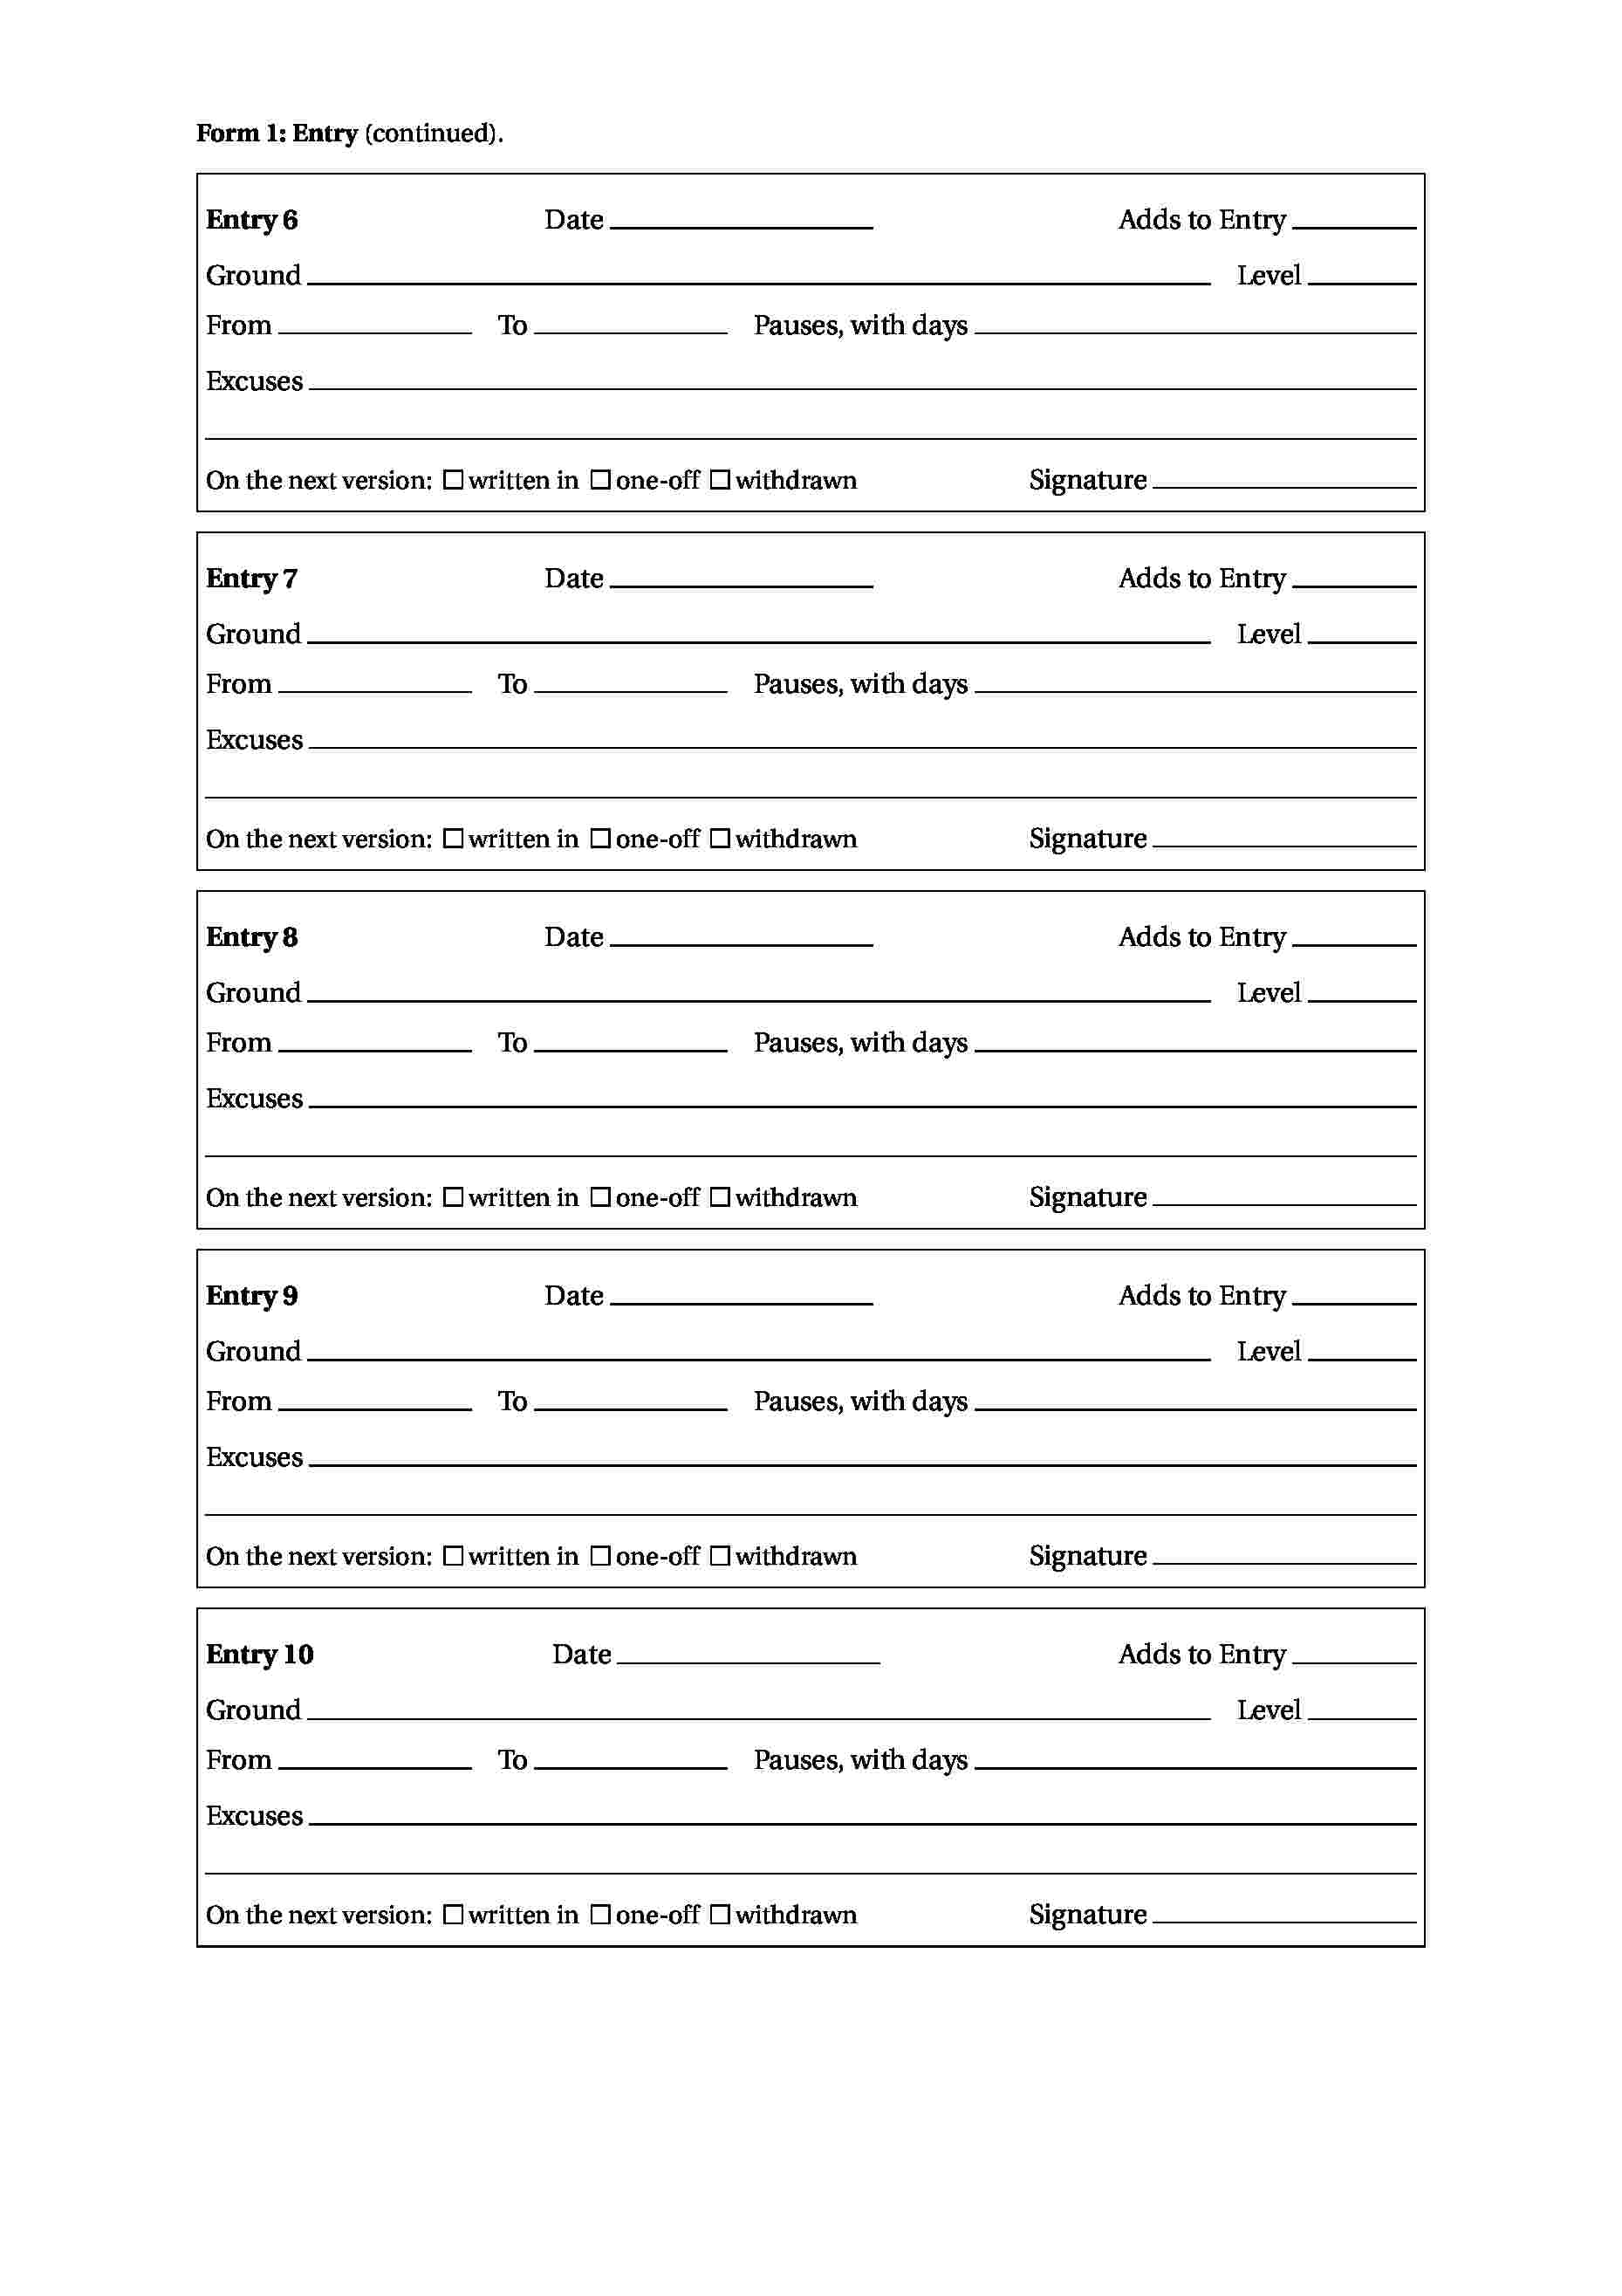 Form 1: Entry (continued).
Entry 6 Date Adds to Entry
Ground Level
From To Pauses, with days
Excuses
On the next version: written in one-off withdrawn Signature
Entry 7 Date Adds to Entry
Ground Level
From To Pauses, with days
Excuses
On the next version: written in one-off withdrawn Signature
Entry 8 Date Adds to Entry
Ground Level
From To Pauses, with days
Excuses
On the next version: written in one-off withdrawn Signature
Entry 9 Date Adds to Entry
Ground Level
From To Pauses, with days
Excuses
On the next version: written in one-off withdrawn Signature
Entry 10 Date Adds to Entry
Ground Level
From To Pauses, with days
Excuses
On the next version: written in one-off withdrawn Signature